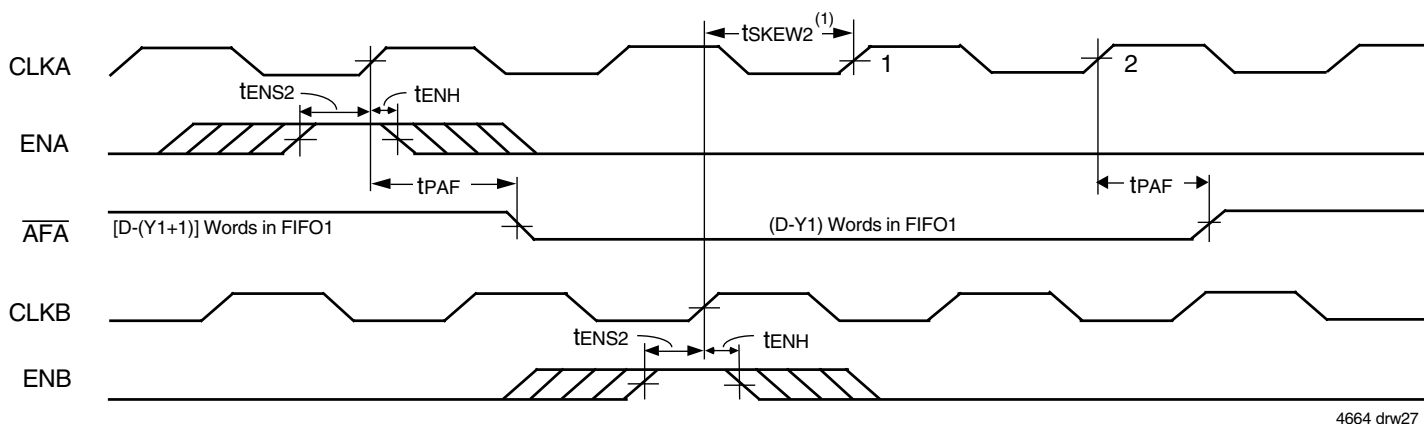 tSKEW2 (1)
CLKA
1
2
tENS2
tENH
ENA
tPAF
tPAF
AFA
[D-(Y1+1)] Words in FIFO1
(D-Y1) Words in FIFO1
CLKB
tENS2
tENH
ENB
4664 drw27